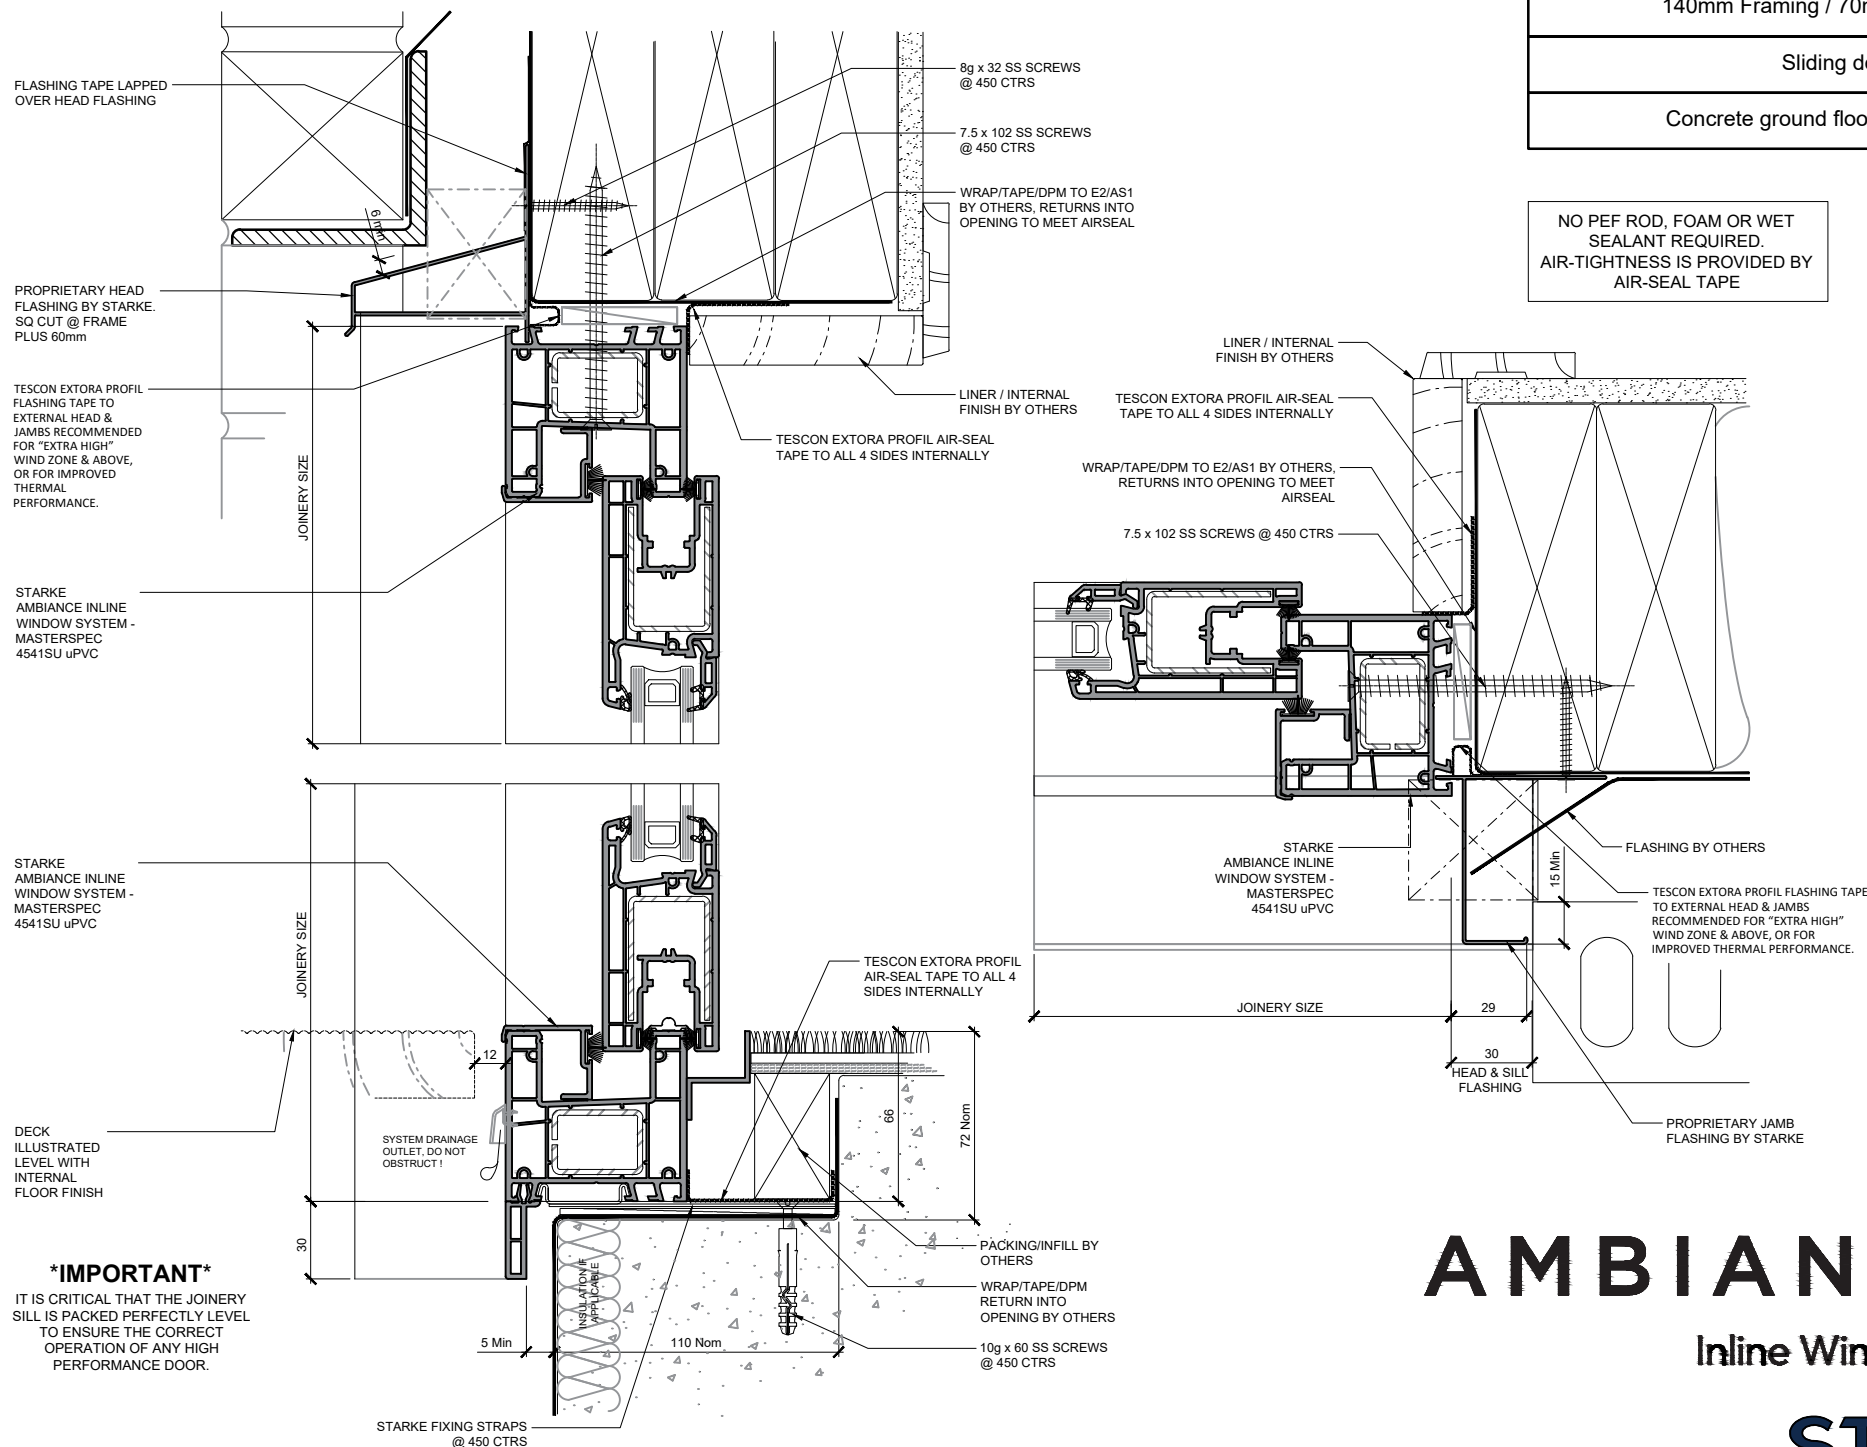 140mm Framing / 70
Sliding
Concrete ground
NO PEF ROD, FOAM OR WET
SEALANT REQUIRED.
AIR-TIGHTNESS IS PROVIDED BY
AIR-SEAL TAPE
FLASHING TAPE LAPPED
OVER HEAD FLASHING
6 mm
PROPRIETARY HEAD
FLASHING BY STARKE.
SQ CUT @ FRAME
PLUS 60mm
TESCON EXTORA PROFIL
FLASHING TAPE TO
EXTERNAL HEAD &
JAMBS RECOMMENDED
FOR "EXTRA HIGH"
WIND ZONE & ABOVE,
OR FOR IMPROVED
THERMAL
PERFORMANCE.
JOINERY SIZE
STARKE
AMBIANCE INLINE
WINDOW SYSTEM -
MASTERSPEC
4541SU uPVC
8g x 32 SS SCREWS
@ 450 CTRS
7.5 x 102 SS SCREWS
@ 450 CTRS
WRAP/TAPE/DPM TO E2/AS1
BY OTHERS, RETURNS INTO
OPENING TO MEET AIRSEAL
LINER / INTERNAL
FINISH BY OTHERS
TESCON EXTORA PROFIL AIR-SEAL
TAPE TO ALL 4 SIDES INTERNALLY
LINER / INTERNAL
FINISH BY OTHERS
TESCON EXTORA PROFIL AIR-SEAL
TAPE TO ALL 4 SIDES INTERNALLY
WRAP/TAPE/DPM TO E2/AS1 BY OTHERS,
RETURNS INTO OPENING TO MEET
AIRSEAL
7.5 x 102 SS SCREWS @ 450 CTRS
STARKE
AMBIANCE INLINE
WINDOW SYSTEM -
MASTERSPEC
4541SU uPVC
FLASHING BY OTHERS
15 Min
TESCON EXTORA PROFIL FLASHING TAPE
TO EXTERNAL HEAD & JAMBS
RECOMMENDED FOR "EXTRA HIGH"
WIND ZONE & ABOVE, OR FOR
IMPROVED THERMAL PERFORMANCE.
JOINERY SIZE
29
30
HEAD & SILL
FLASHING
PROPRIETARY JAMB
FLASHING BY STARKE
STARKE
AMBIANCE INLINE
WINDOW SYSTEM -
MASTERSPEC
4541SU uPVC
JOINERY SIZE
TESCON EXTORA PROFIL
AIR-SEAL TAPE TO ALL 4
SIDES INTERNALLY
12
66
72 Nom
DECK
ILLUSTRATED
LEVEL WITH
INTERNAL
FLOOR FINISH
SYSTEM DRAINAGE
OUTLET, DO NOT
OBSTRUCT !
30
*IMPORTANT*
IT IS CRITICAL THAT THE JOINERY
SILL IS PACKED PERFECTLY LEVEL
TO ENSURE THE CORRECT
OPERATION OF ANY HIGH
PERFORMANCE DOOR.
INSULATION IF
APPLICABLE
5 Min
110 Nom
PACKING/INFILL BY
OTHERS
WRAP/TAPE/DPM
RETURN INTO
OPENING BY OTHERS
10g x 60 SS SCREWS
@ 450 CTRS
STARKE FIXING STRAPS
@ 450 CTRS
AMBIAN
Inline Win
ST